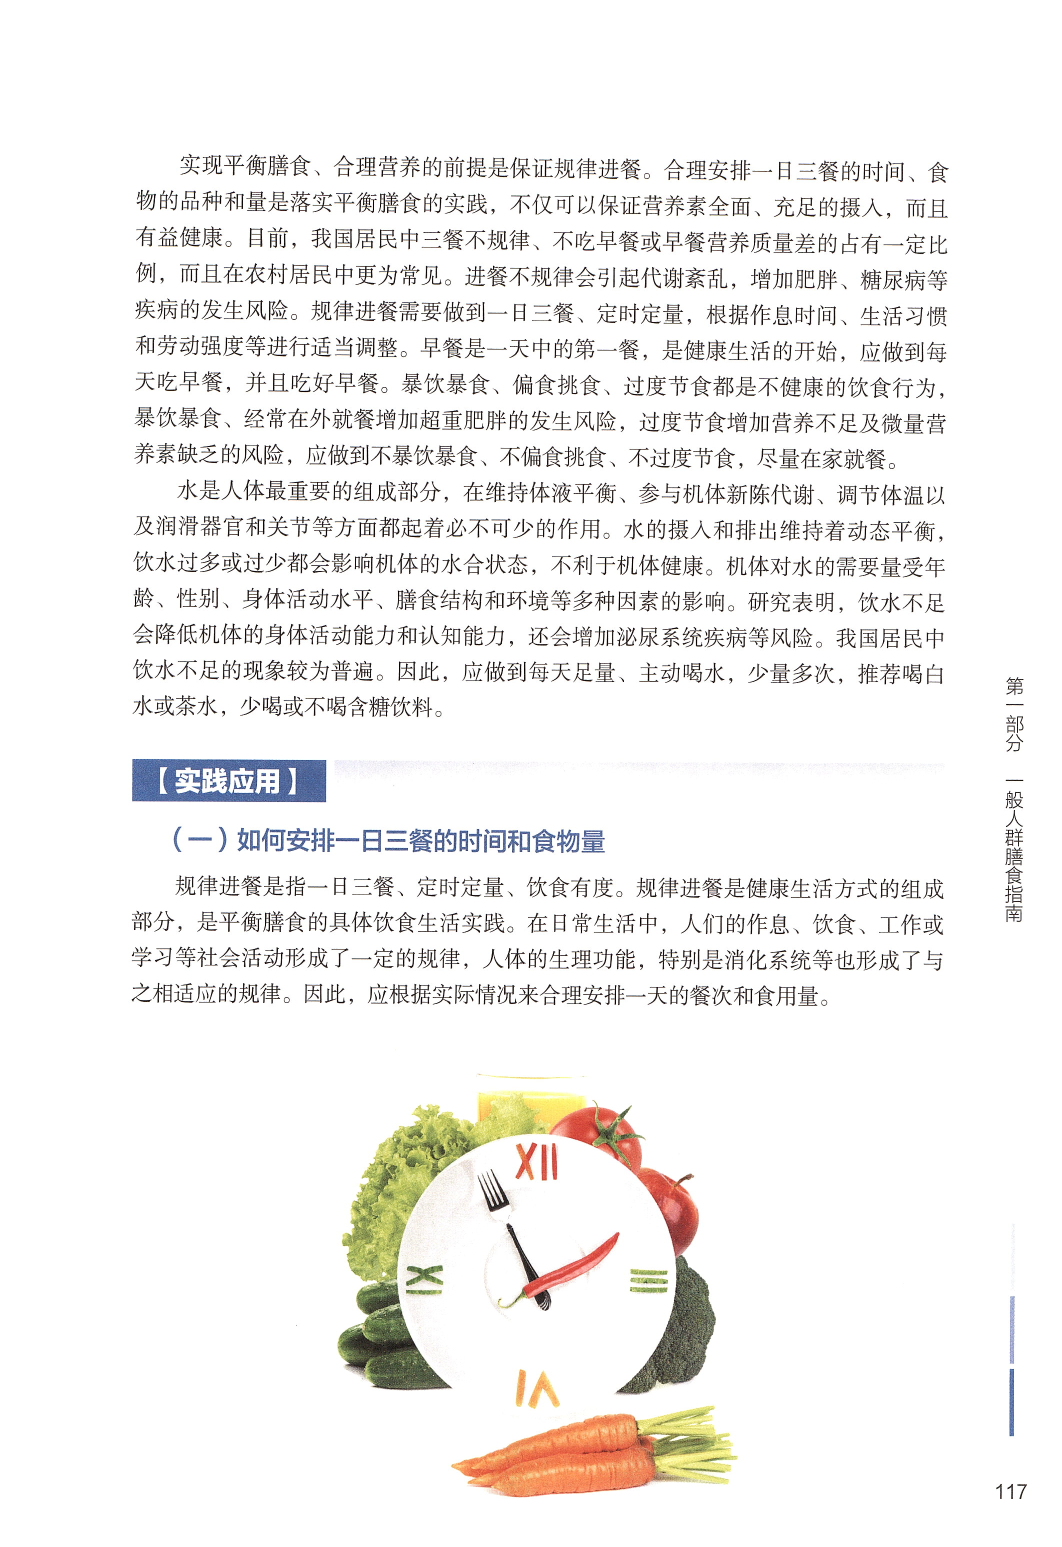 实现平衡膳食、合理营养的前提是保证规律进餐。合理安排一日三餐的时间、食
物的品种和量是落实平衡膳食的实践，不仅可以保证营养素全面、充足的摄入，而且
有益健康。目前，我国居民中三餐不规律、不吃早餐或早餐营养质量差的占有一定比
例，而且在农村居民中更为常见。进餐不规律会引起代谢紊乱，增加肥胖、糖尿病等
疾病的发生风险。规律进餐需要做到一日三餐、定时定量，根据作息时间、生活习惯
和劳动强度等进行适当调整。早餐是一天中的第一餐，是健康生活的开始，应做到每
天吃早餐，并且吃好早餐。暴饮暴食、偏食挑食、过度节食都是不健康的饮食行为，
暴饮暴食、经常在外就餐增加超重肥胖的发生风险，过度节食增加营养不足及微量营
养素缺乏的风险，应做到不暴饮暴食、不偏食挑食、不过度节食，尽量在家就餐。
水是人体最重要的组成部分，在维持体液平衡、参与机体新陈代谢、调节体温以
及润滑器官和关节等方面都起着必不可少的作用。水的摄入和排出维持着动态平衡，
饮水过多或过少都会影响机体的水合状态，不利于机体健康。机体对水的需要量受年
龄、性别、身体活动水平、膳食结构和环境等多种因素的影响。研究表明，饮水不足
会降低机体的身体活动能力和认知能力，还会增加泌尿系统疾病等风险。我国居民中
饮水不足的现象较为普遍。因此，应做到每天足量、主动喝水，少量多次，推荐喝白
水或茶水，少喝或不喝含糖饮料。
【实践应用】
（一）如何安排一日三餐的时间和食物量
规律进餐是指一日三餐、定时定量、饮食有度。规律进餐是健康生活方式的组成
部分，是平衡膳食的具体饮食生活实践。在日常生活中，人们的作息、饮食、工作或
学习等社会活动形成了一定的规律，人体的生理功能，特别是消化系统等也形成了与
之相适应的规律。因此，应根据实际情况来合理安排一天的餐次和食用量。
XII
III
VI
IX
第一部分 一般人群膳食指南
117